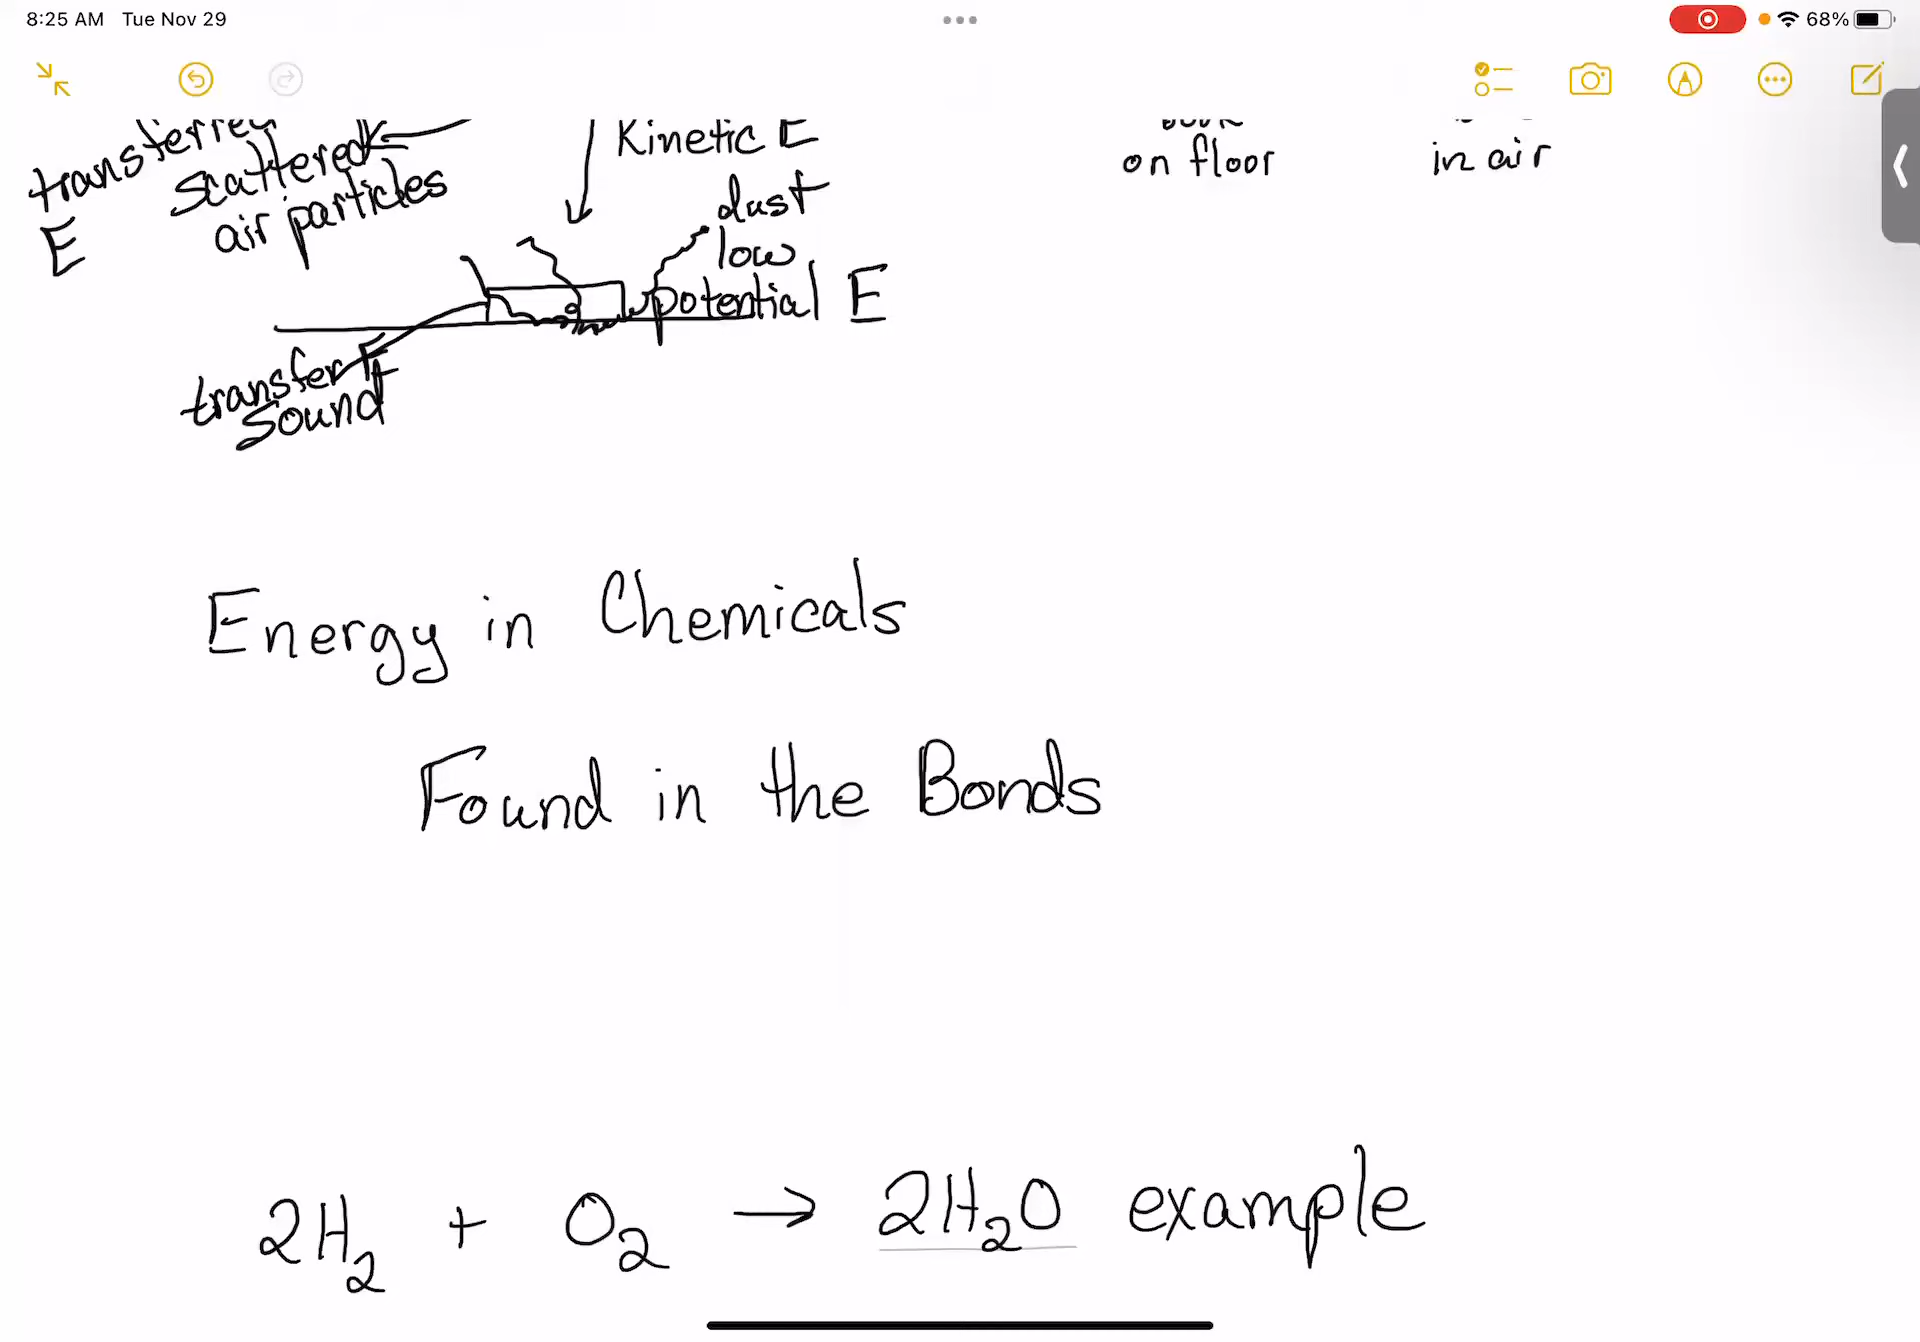 8:25 AM Tue Nov 29
68%
transferred
E
scattered
air particles
Kinetic E
dust
low
potential E
on floor
in air
transfer E
sound
Energy in Chemicals
Found in the Bonds
2H₂ + O₂ → 2H₂O example